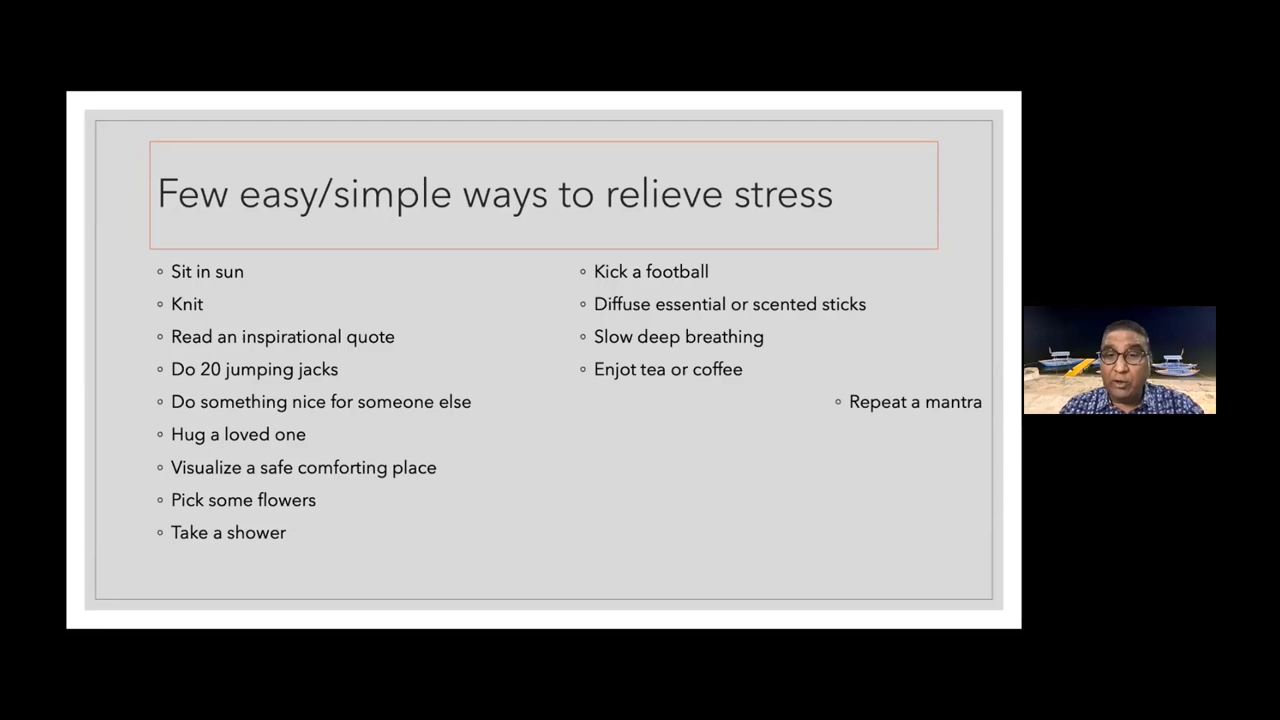 Few easy/simple ways to relieve stress
Sit in sun
Knit
Read an inspirational quote
Do 20 jumping jacks
Do something nice for someone else
Hug a loved one
Visualize a safe comforting place
Pick some flowers
Take a shower
Kick a football
Diffuse essential or scented sticks
Slow deep breathing
Enjot tea or coffee
Repeat a mantra